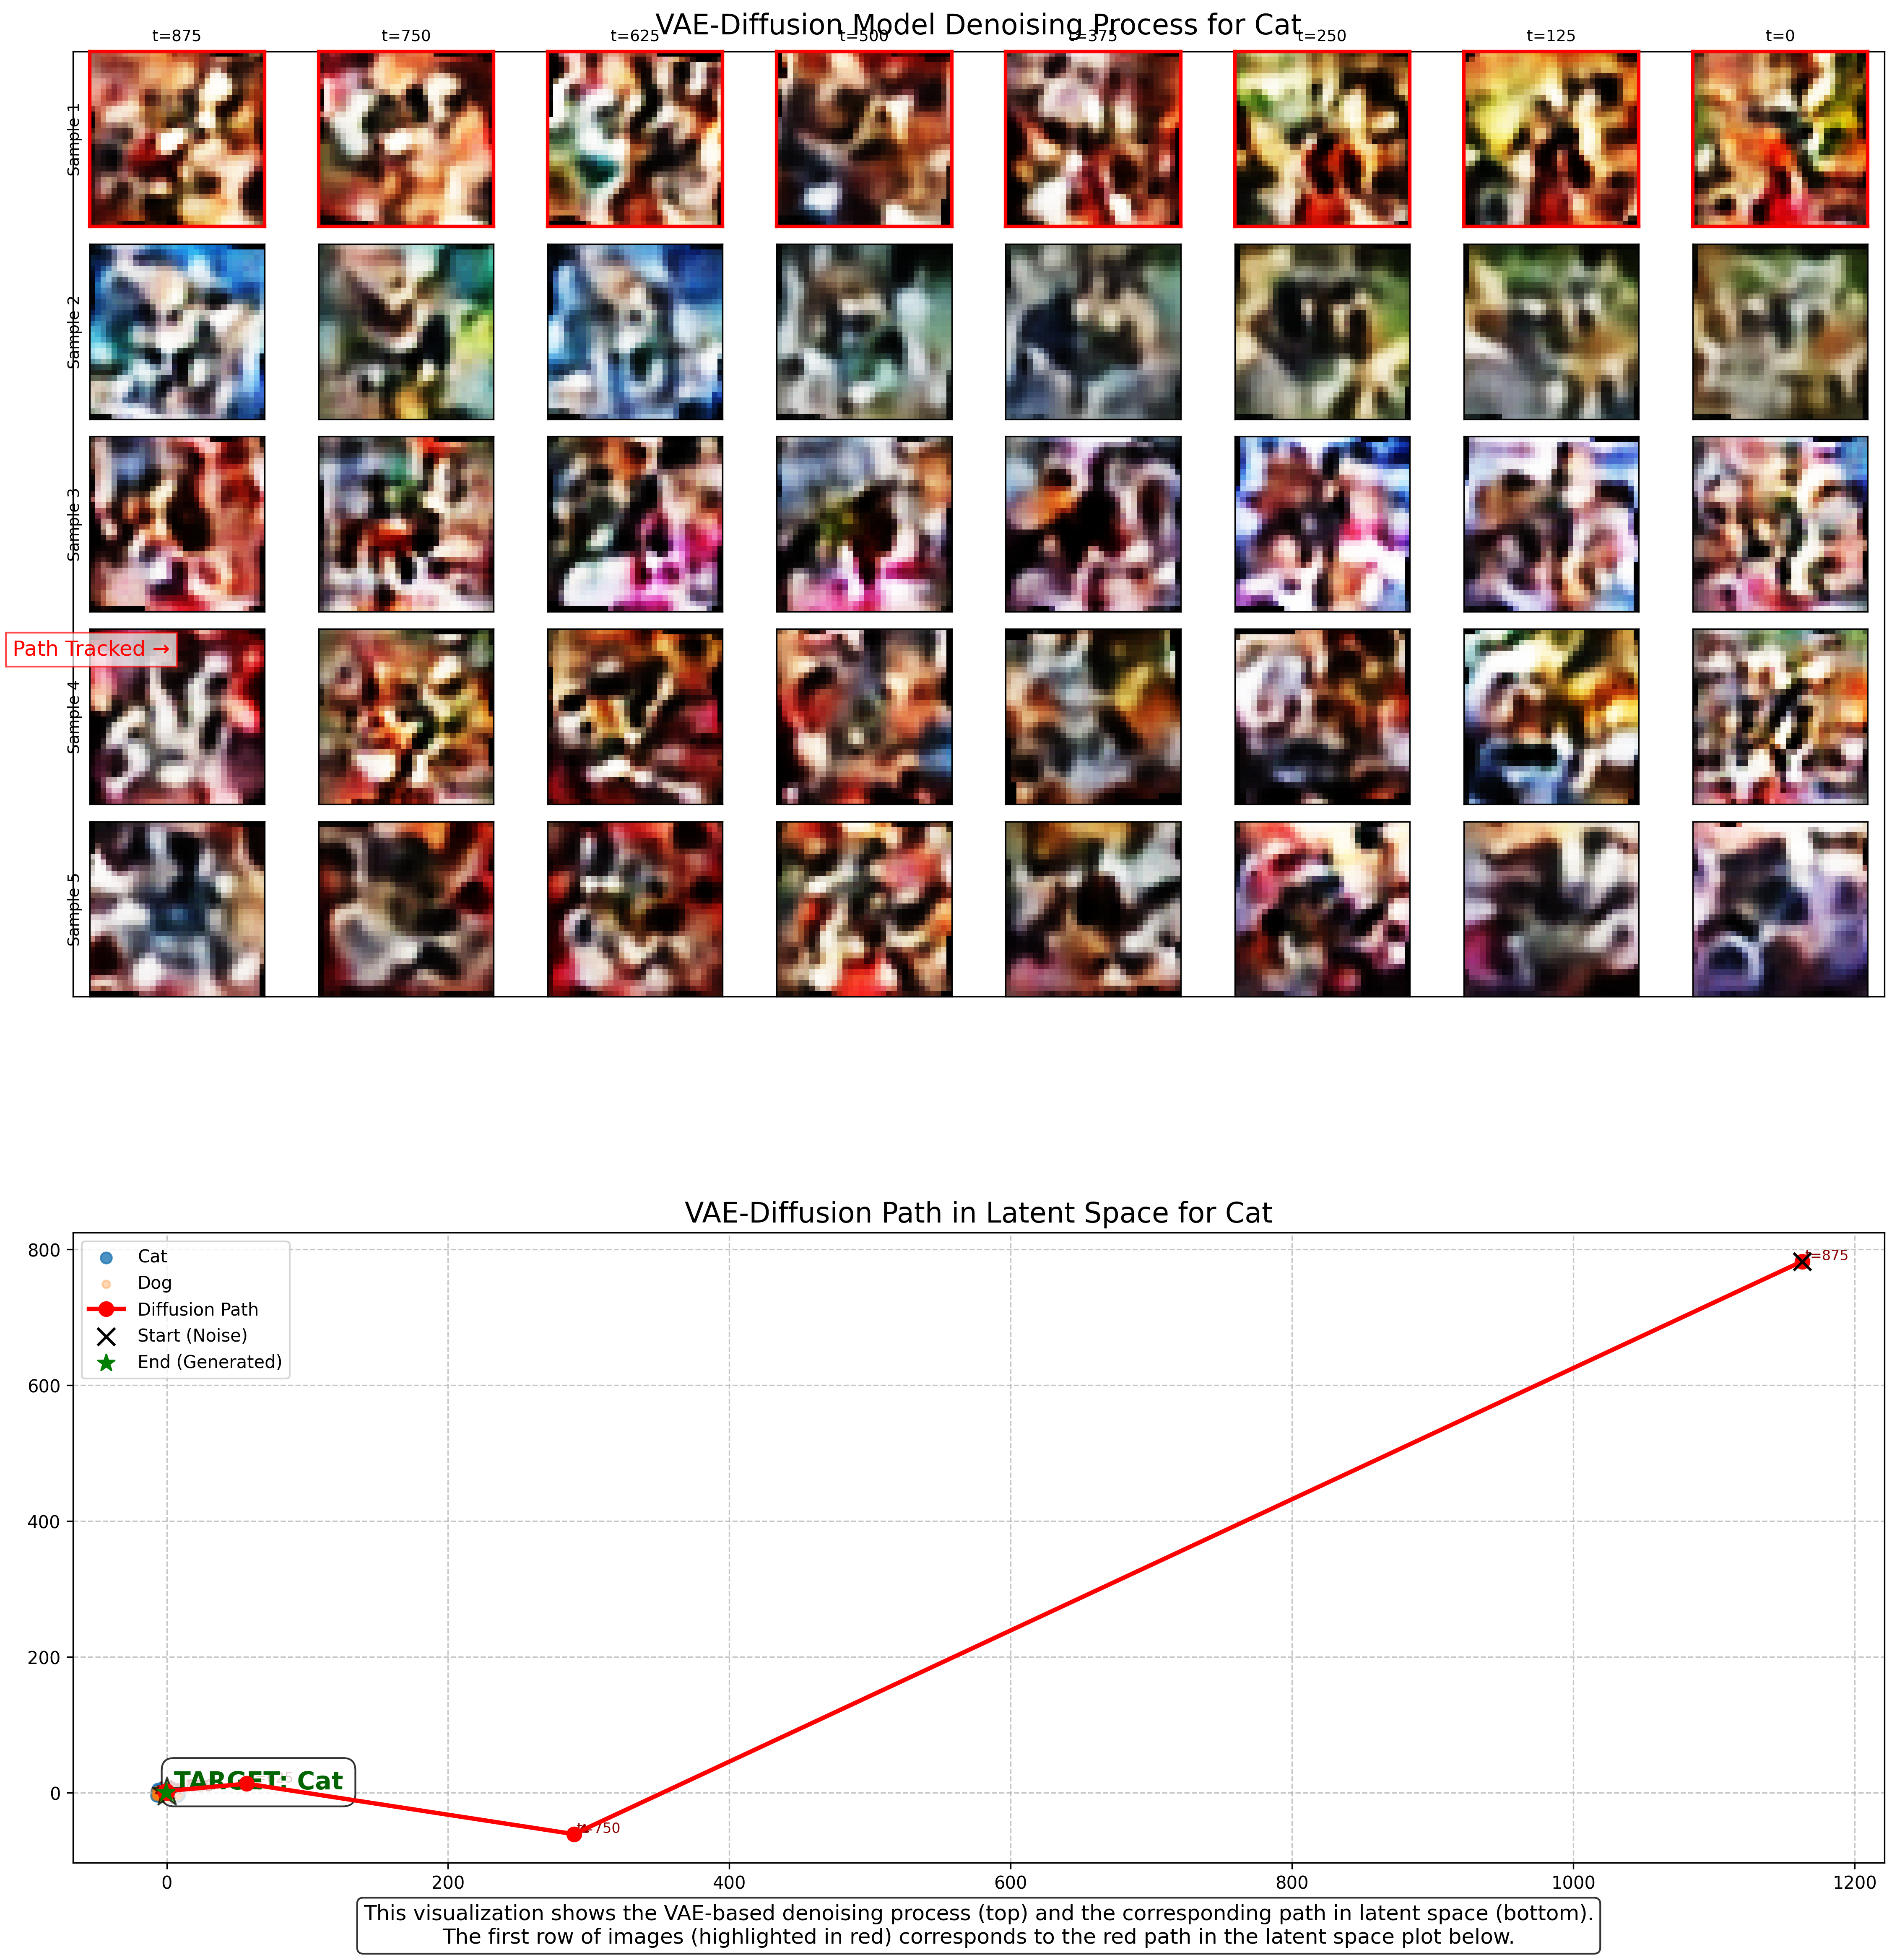 VAE-Diffusion Model Denoising Process for Cat
t=875
t=750
t=625
t=500
t=375
t=250
t=125
t=0
Sample 1
Sample 2
Sample 3
Path Tracked →
Sample 4
Sample 5
VAE-Diffusion Path in Latent Space for Cat
800
600
400
200
0
Cat
Dog
Diffusion Path
Start (Noise)
End (Generated)
t=875
TARGET: Cat
t=750
0
200
400
600
800
1000
1200
This visualization shows the VAE-based denoising process (top) and the corresponding path in latent space (bottom).
The first row of images (highlighted in red) corresponds to the red path in the latent space plot below.